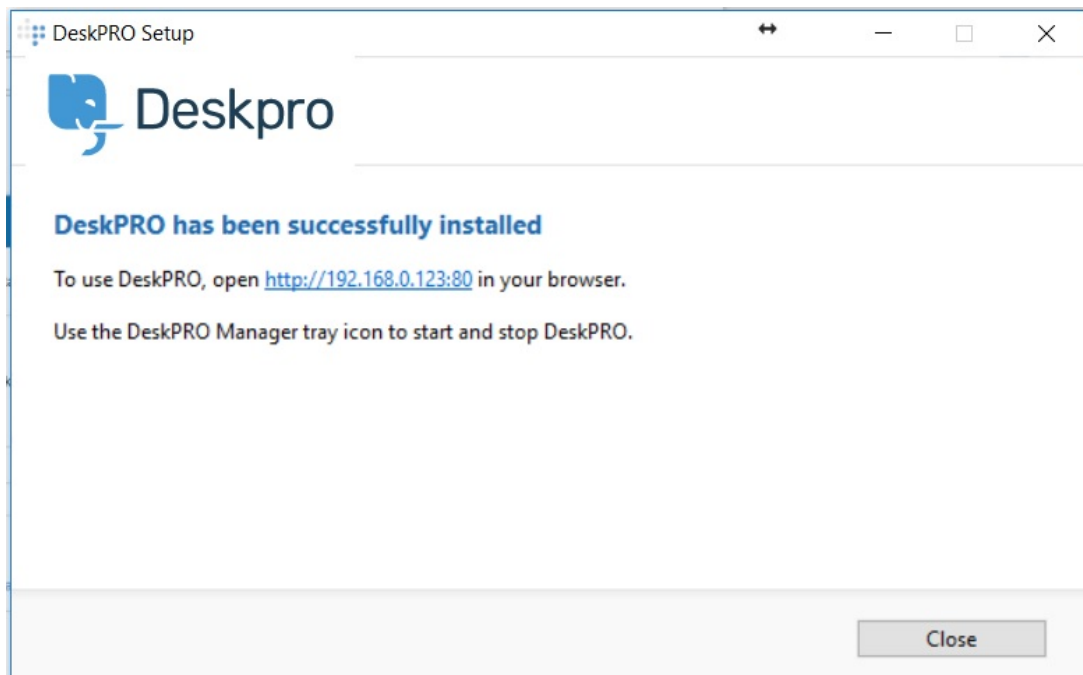 DeskPRO Setup
Deskpro
DeskPRO has been successfully installed
To use DeskPRO, open http://192.168.0.123:80 in your browser.
Use the DeskPRO Manager tray icon to start and stop DeskPRO.
Close